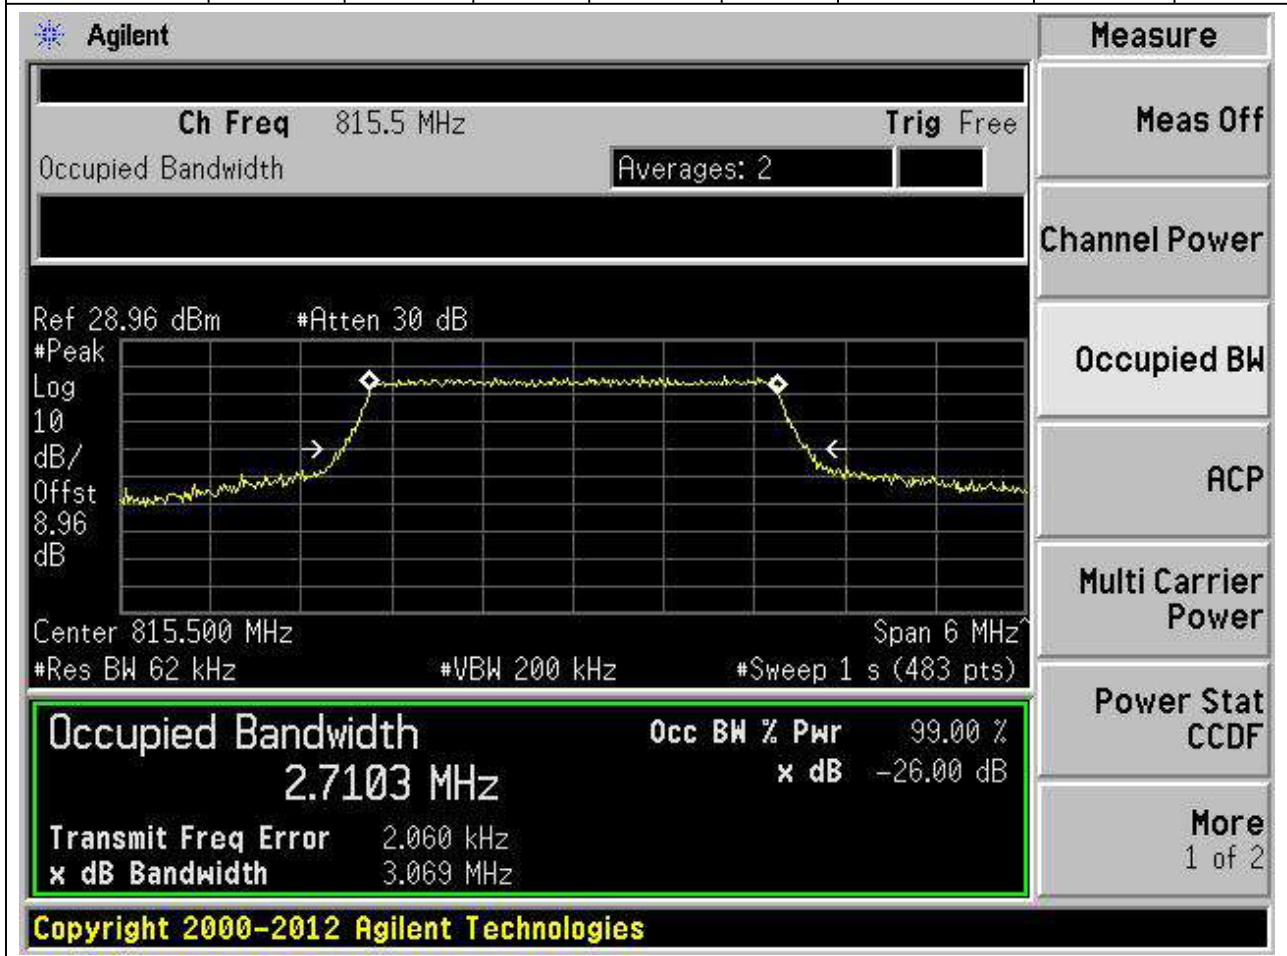 Agilent
Measure
Ch Freq 815.5 MHz Trig Free
Occupied Bandwidth Averages: 2
Meas Off
Channel Power
Occupied BW
ACP
Multi Carrier
Power
Power Stat
CCDF
More
1 of 2
Ref 28.96 dBm #Atten 30 dB
#Peak
Log
10
dB/
Offst
8.96
dB
Center 815.500 MHz Span 6 MHz^
#Res BW 62 kHz #VBW 200 kHz #Sweep 1 s (483 pts)
Occupied Bandwidth Occ BW % Pwr 99.00 %
2.7103 MHz x dB -26.00 dB
Transmit Freq Error 2.060 kHz
x dB Bandwidth 3.069 MHz
Copyright 2000-2012 Agilent Technologies